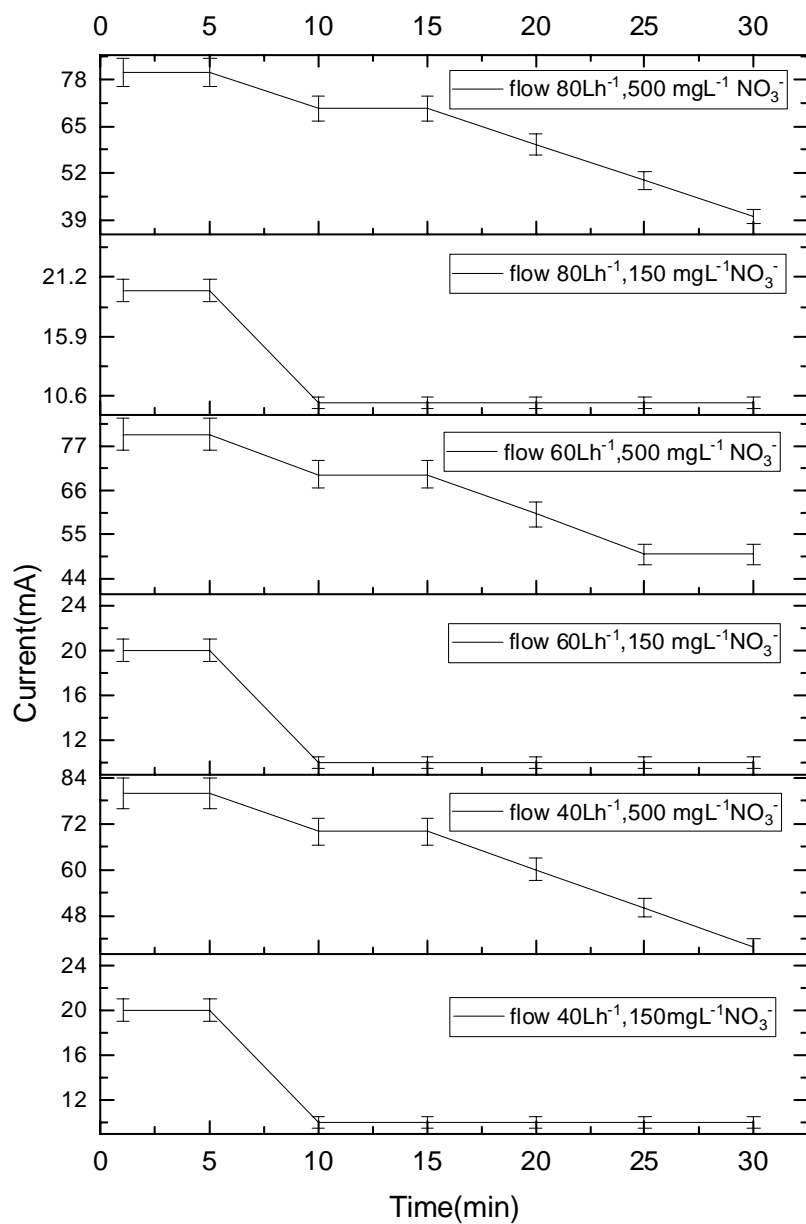 0 5 10 15 20 25 30
78
65
52
39
flow 80Lh⁻¹,500 mgL⁻¹ NO₃⁻
21.2
15.9
10.6
flow 80Lh⁻¹,150 mgL⁻¹NO₃⁻
77
66
55
44
flow 60Lh⁻¹,500 mgL⁻¹ NO₃⁻
24
20
16
12
flow 60Lh⁻¹,150 mgL⁻¹NO₃⁻
84
72
60
48
flow 40Lh⁻¹,500 mgL⁻¹NO₃⁻
24
20
16
12
flow 40Lh⁻¹,150mgL⁻¹NO₃⁻
Current(mA)
0 5 10 15 20 25 30
Time(min)